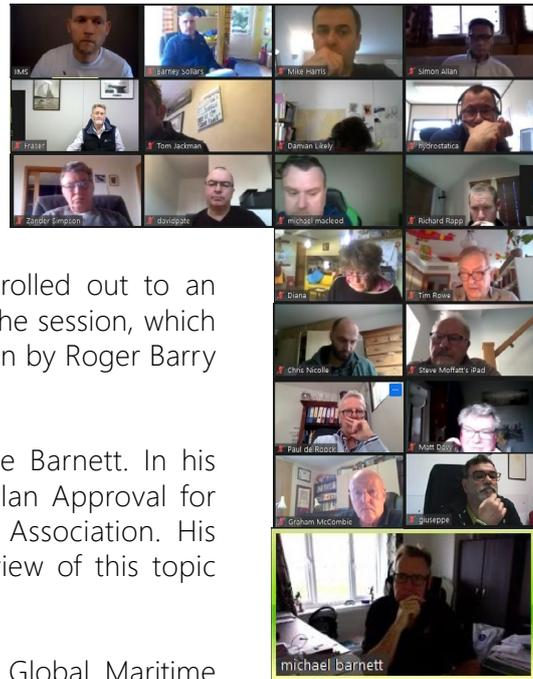 IMS
Barney Sollars
Mike Harris
Simon Allan
Fraser
Tom Jackman
Damian Likely
hydrostatica
Zander Simpson
davidpate
michael macleod
Richard Rapp
Diana
Tim Rowe
Chris Nicolle
Steve Moffatt's iPad
Paul de Roock
Matt
Graham McCombie
giuseppe
michael barnett
rolled out to an
he session, which
n by Roger Barry
e Barnett. In his
lan Approval for
Association. His
view of this topic
Global Maritime